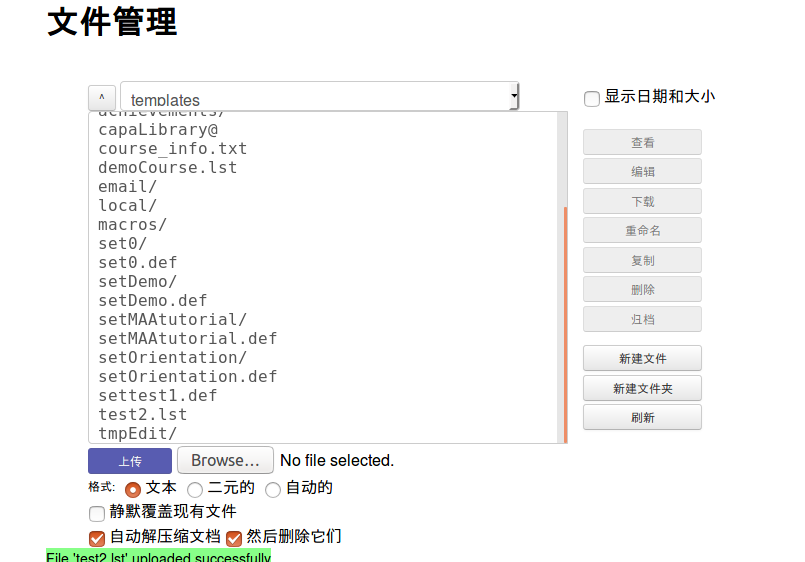 文件管理
^
templates
显示日期和大小
achievements/
capaLibrary@
course_info.txt
demoCourse.lst
email/
local/
macros/
set0/
set0.def
setDemo/
setDemo.def
setMAAtutorial/
setMAAtutorial.def
setOrientation/
setOrientation.def
settest1.def
test2.lst
tmpEdit/
查看
编辑
下载
重命名
复制
删除
归档
新建文件
新建文件夹
刷新
上传 Browse... No file selected.
格式: 文本 二元的 自动的
静默覆盖现有文件
自动解压缩文档 然后删除它们
File 'test2.lst' uploaded successfully